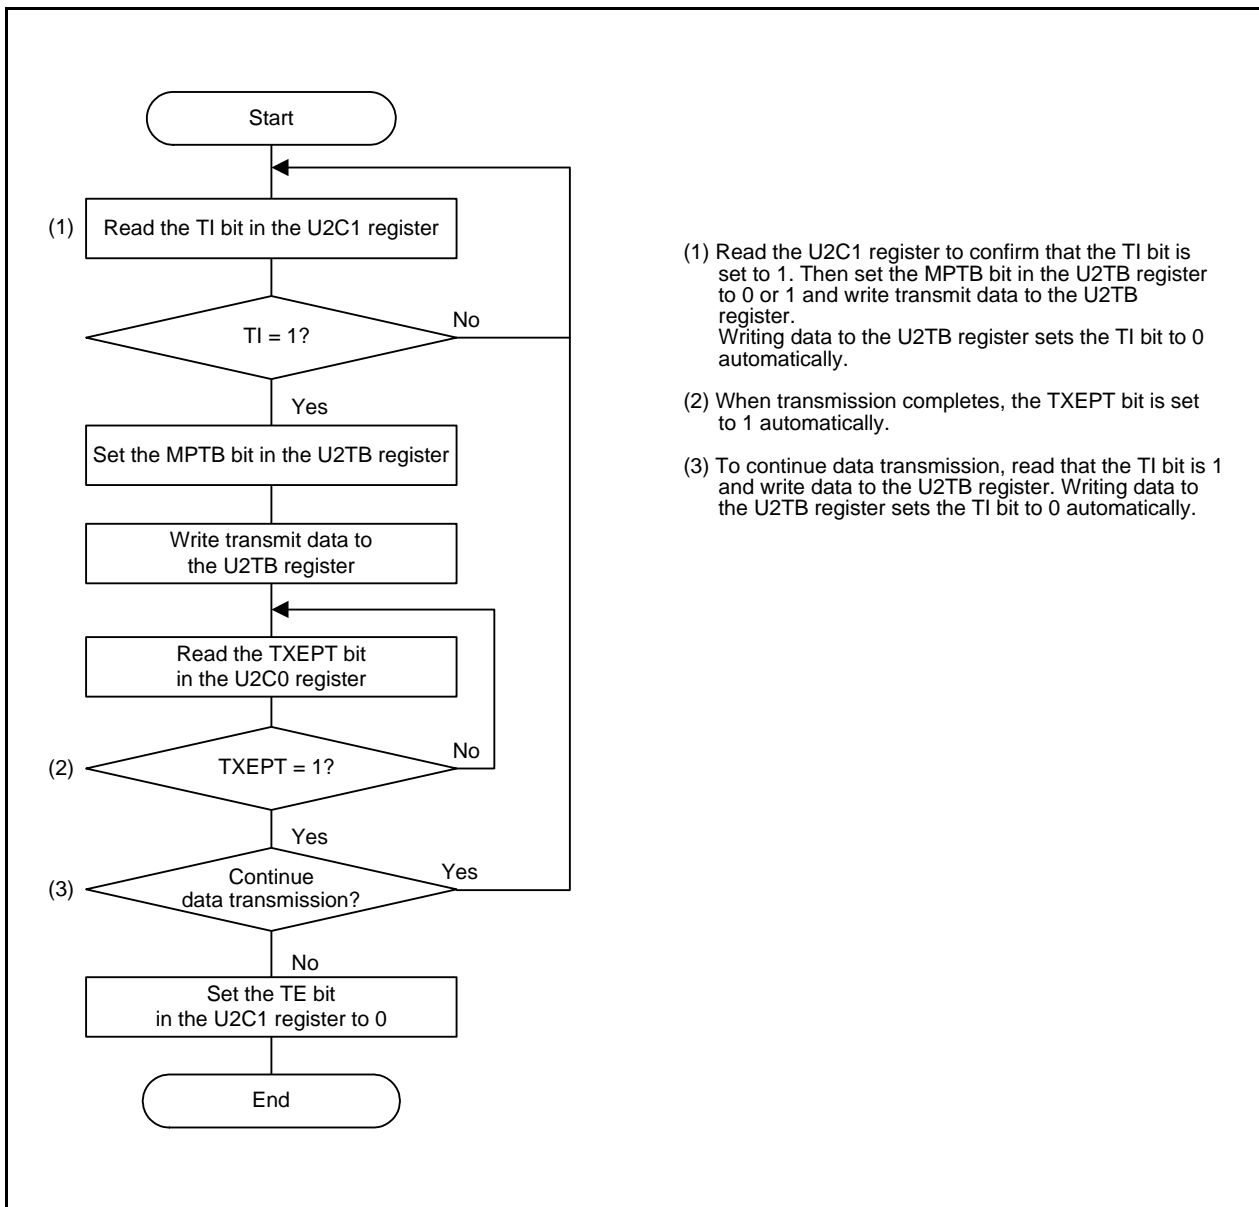 Start
(1)
Read the TI bit in the U2C1 register
TI = 1?
No
Yes
Set the MPTB bit in the U2TB register
Write transmit data to
the U2TB register
Read the TXEPT bit
in the U2C0 register
(2)
TXEPT = 1?
No
Yes
(3)
Continue
data transmission?
Yes
No
Set the TE bit
in the U2C1 register to 0
End
(1) Read the U2C1 register to confirm that the TI bit is
set to 1. Then set the MPTB bit in the U2TB register
to 0 or 1 and write transmit data to the U2TB
register.
Writing data to the U2TB register sets the TI bit to 0
automatically.
(2) When transmission completes, the TXEPT bit is set
to 1 automatically.
(3) To continue data transmission, read that the TI bit is 1
and write data to the U2TB register. Writing data to
the U2TB register sets the TI bit to 0 automatically.